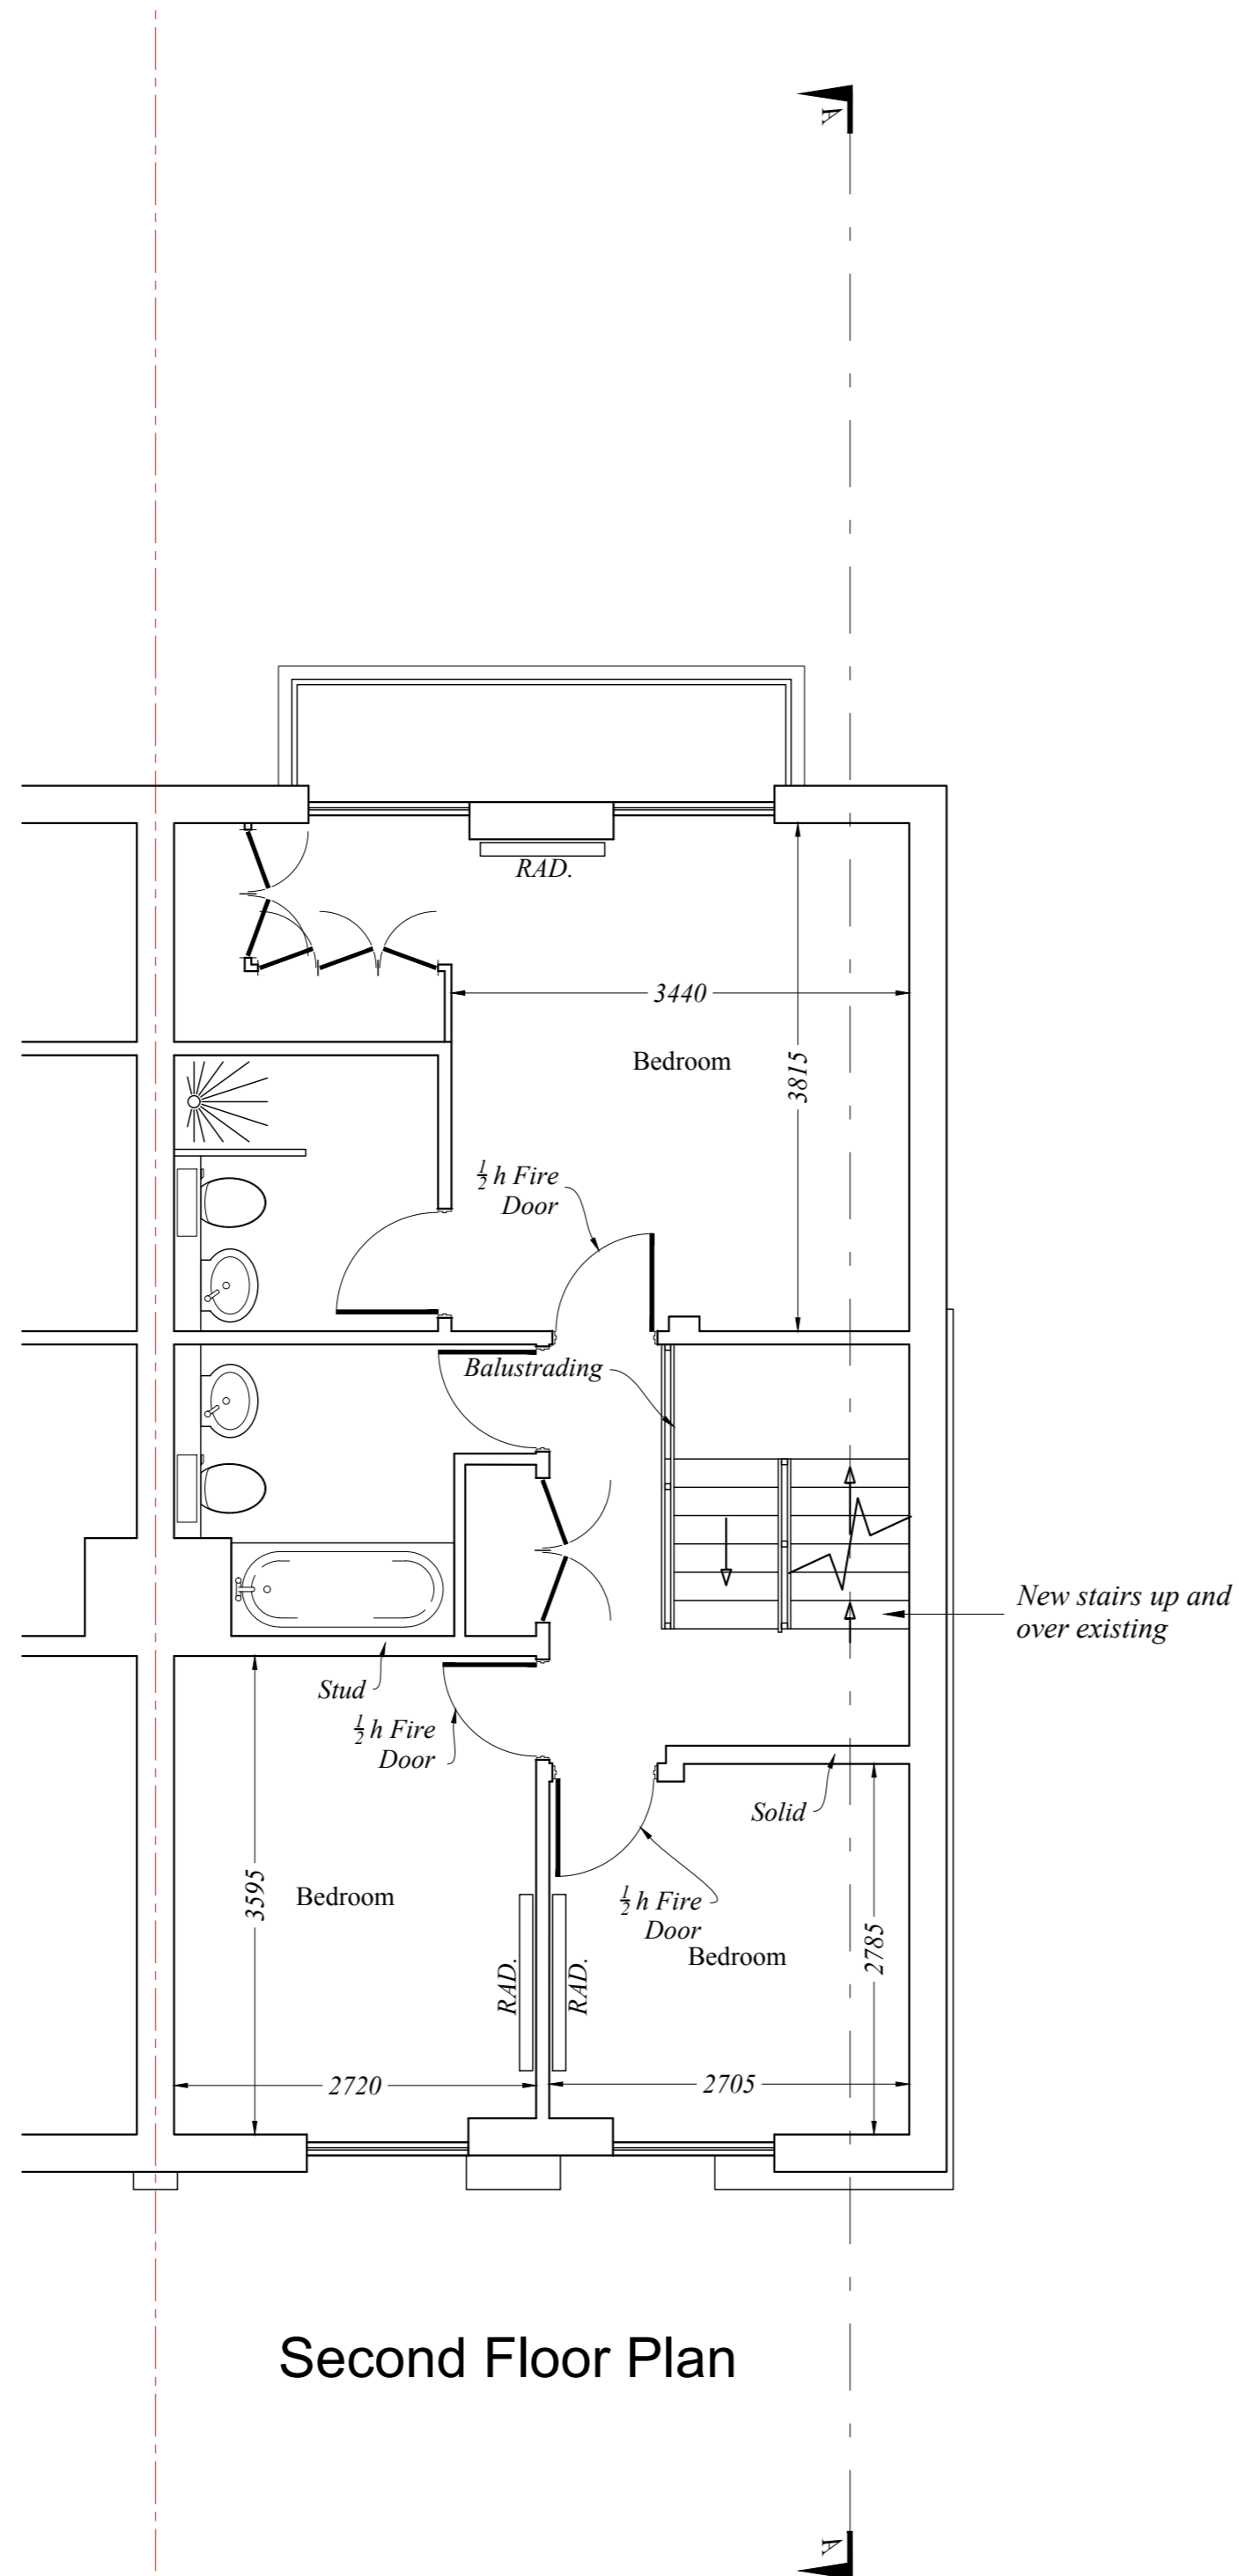 A
RAD.
3440
Bedroom
3815
½ h Fire
Door
Balustrading
New stairs up and
over existing
Stud
½ h Fire
Door
Solid
3595
Bedroom
½ h Fire
Door
Bedroom
2785
RAD.
RAD.
2720
2705
Second Floor Plan
A